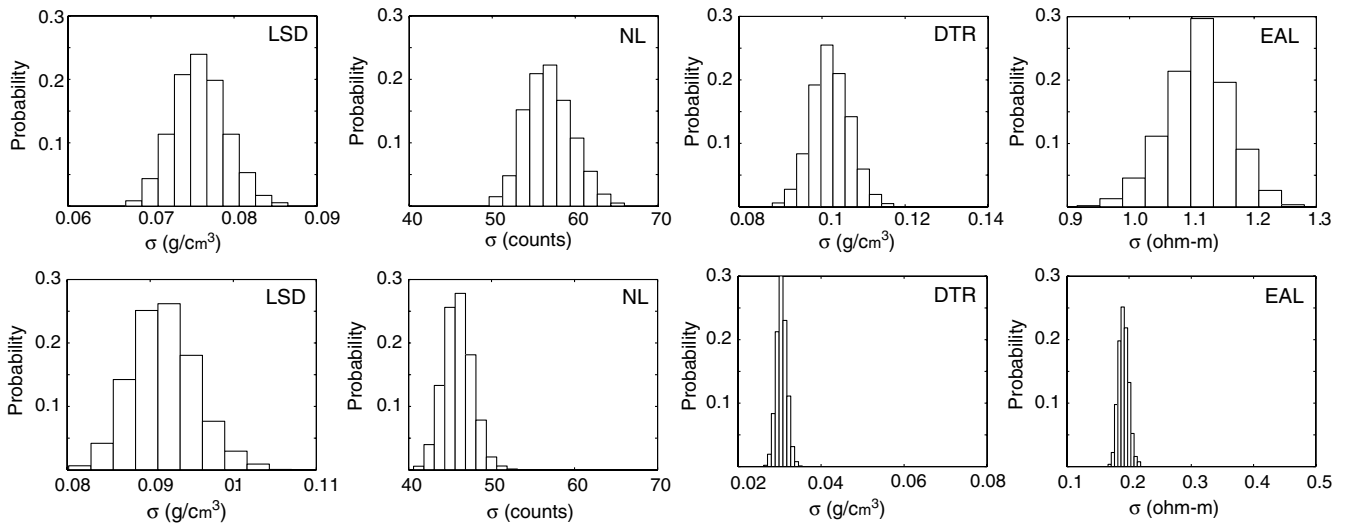 0.3 LSD 0.3 NL 0.3 DTR 0.3 EAL
Probability Probability Probability Probability
0.2 0.2 0.2 0.2
0.1 0.1 0.1 0.1
0.06 0.07 0.08 0.09 40 50 60 70 0.08 0.1 0.12 0.14 0.9 1.0 1.1 1.2 1.3
σ (g/cm³) σ (counts) σ (g/cm³) σ (ohm-m)
0.3 LSD 0.3 NL 0.3 DTR 0.3 EAL
Probability Probability Probability Probability
0.2 0.2 0.2 0.2
0.1 0.1 0.1 0.1
0.08 0.09 01 0.11 40 50 60 70 0.02 0.04 0.06 0.08 0.1 0.2 0.3 0.4 0.5
σ (g/cm³) σ (counts) σ (g/cm³) σ (ohm-m)